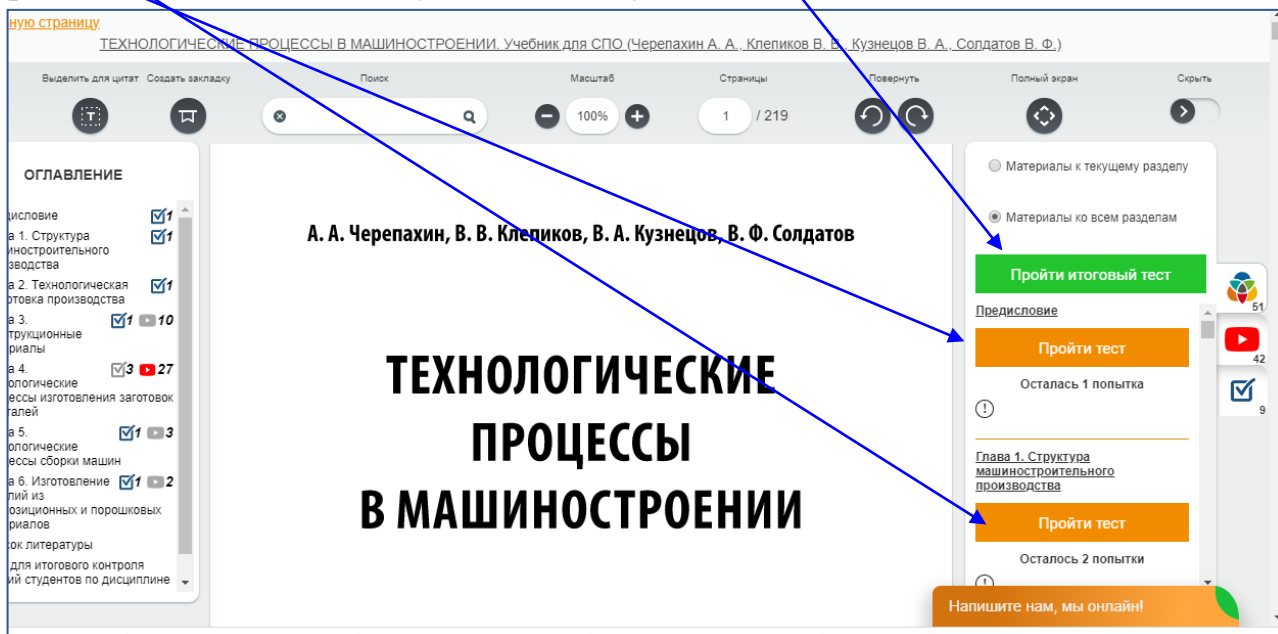 ную страницу
ТЕХНОЛОГИЧЕСКИЕ ПРОЦЕССЫ В МАШИНОСТРОЕНИИ. Учебник для СПО (Черепахин А. А., Клепиков В. В., Кузнецов В. А., Солдатов В. Ф.)
Выделить для цитат Создать закладку Поиск Масштаб Страницы Повернуть Полный экран Скрыть
T 100% 1 / 219
ОГЛАВЛЕНИЕ
дисловие 1
а 1. Структура 1
иностроительного
зводства
а 2. Технологическая 1
отовка производства
а 3. 1 10
трукционные
риалы
а 4. 3 27
ологические
ессы изготовления заготовок
талей
а 5. 1 3
ологические
ессы сборки машин
а 6. Изготовление 1 2
лий из
озиционных и порошковых
риалов
сок литературы
для итогового контроля
ий студентов по дисциплине
А. А. Черепахин, В. В. Клепиков, В. А. Кузнецов, В. Ф. Солдатов
ТЕХНОЛОГИЧЕСКИЕ
ПРОЦЕССЫ
В МАШИНОСТРОЕНИИ
Материалы к текущему разделу
Материалы ко всем разделам
Пройти итоговый тест
Предисловие
Пройти тест
Осталась 1 попытка
Глава 1. Структура
машиностроительного
производства
Пройти тест
Осталось 2 попытки
51
42
9
Напишите нам, мы онлайн!